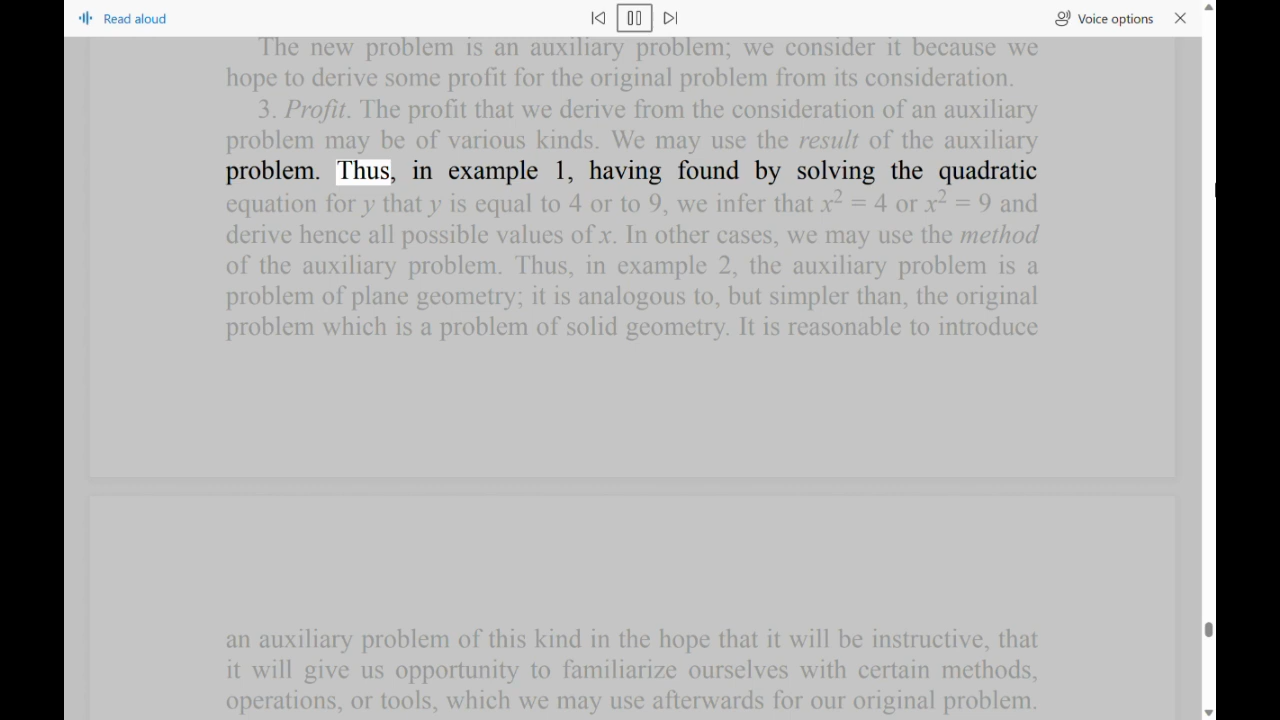 Read aloud
Voice options
The new problem is an auxiliary problem; we consider it because we
hope to derive some profit for the original problem from its consideration.
3. Profit. The profit that we derive from the consideration of an auxiliary
problem may be of various kinds. We may use the result of the auxiliary
problem. Thus, in example 1, having found by solving the quadratic
equation for y that y is equal to 4 or to 9, we infer that x² = 4 or x² = 9 and
derive hence all possible values of x. In other cases, we may use the method
of the auxiliary problem. Thus, in example 2, the auxiliary problem is a
problem of plane geometry; it is analogous to, but simpler than, the original
problem which is a problem of solid geometry. It is reasonable to introduce
an auxiliary problem of this kind in the hope that it will be instructive, that
it will give us opportunity to familiarize ourselves with certain methods,
operations, or tools, which we may use afterwards for our original problem.